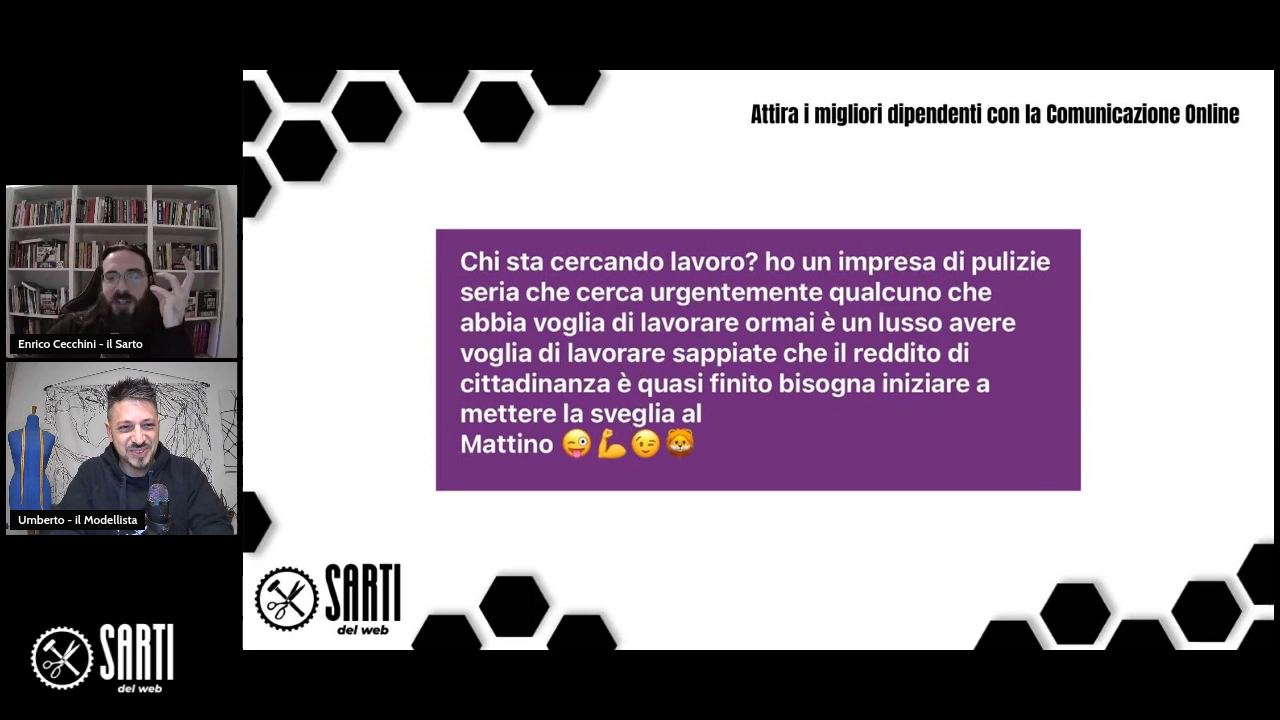 Attira i migliori dipendenti con la Comunicazione Online
Chi sta cercando lavoro? ho un impresa di pulizie
seria che cerca urgentemente qualcuno che
abbia voglia di lavorare ormai è un lusso avere
voglia di lavorare sappiate che il reddito di
cittadinanza è quasi finito bisogna iniziare a
mettere la sveglia al
Mattino 😜💪😉🦁
Enrico Cecchini - il Sarto
Umberto - il Modellista
SARTI
del web
SARTI
del web